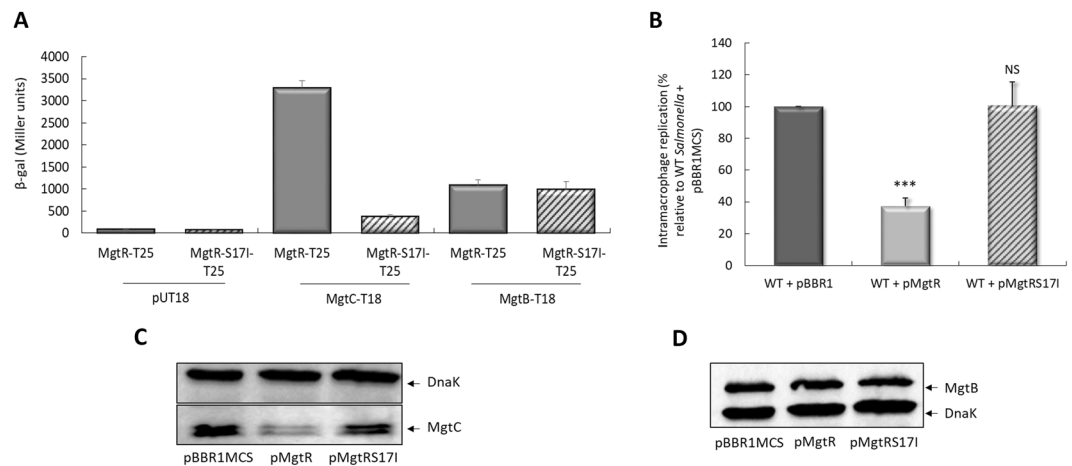 A
β-gal (Miller units)
4000
3500
3000
2500
2000
1500
1000
500
0
MgtR-T25
MgtR-S17I-
T25
MgtR-T25
MgtR-S17I-
T25
MgtR-T25
MgtR-S17I-
T25
pUT18
MgtC-T18
MgtB-T18
B
Intramacrophage replication (%
relative to WT Salmonella +
pBBR1MCS)
140
120
100
80
60
40
20
0
***
NS
WT + pBBR1
WT + pMgtR
WT + pMgtRS17I
C
DnaK
MgtC
pBBR1MCS
pMgtR
pMgtRS17I
D
MgtB
DnaK
pBBR1MCS
pMgtR
pMgtRS17I